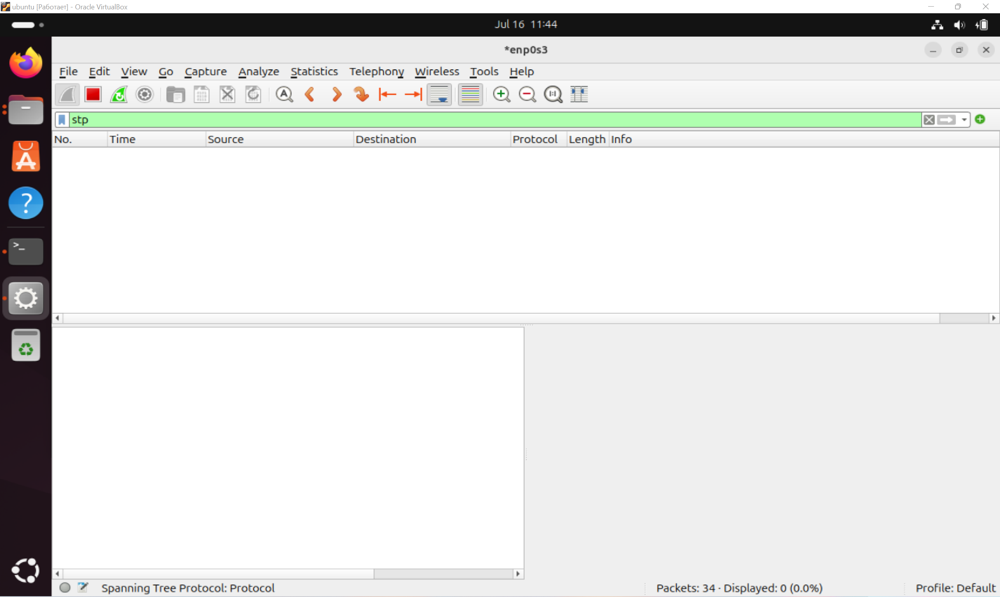 ubuntu [Работает] - Oracle VirtualBox
Jul 16 11:44
*enp0s3
File Edit View Go Capture Analyze Statistics Telephony Wireless Tools Help
stp
No. Time Source Destination Protocol Length Info
Spanning Tree Protocol: Protocol Packets: 34 · Displayed: 0 (0.0%) Profile: Default